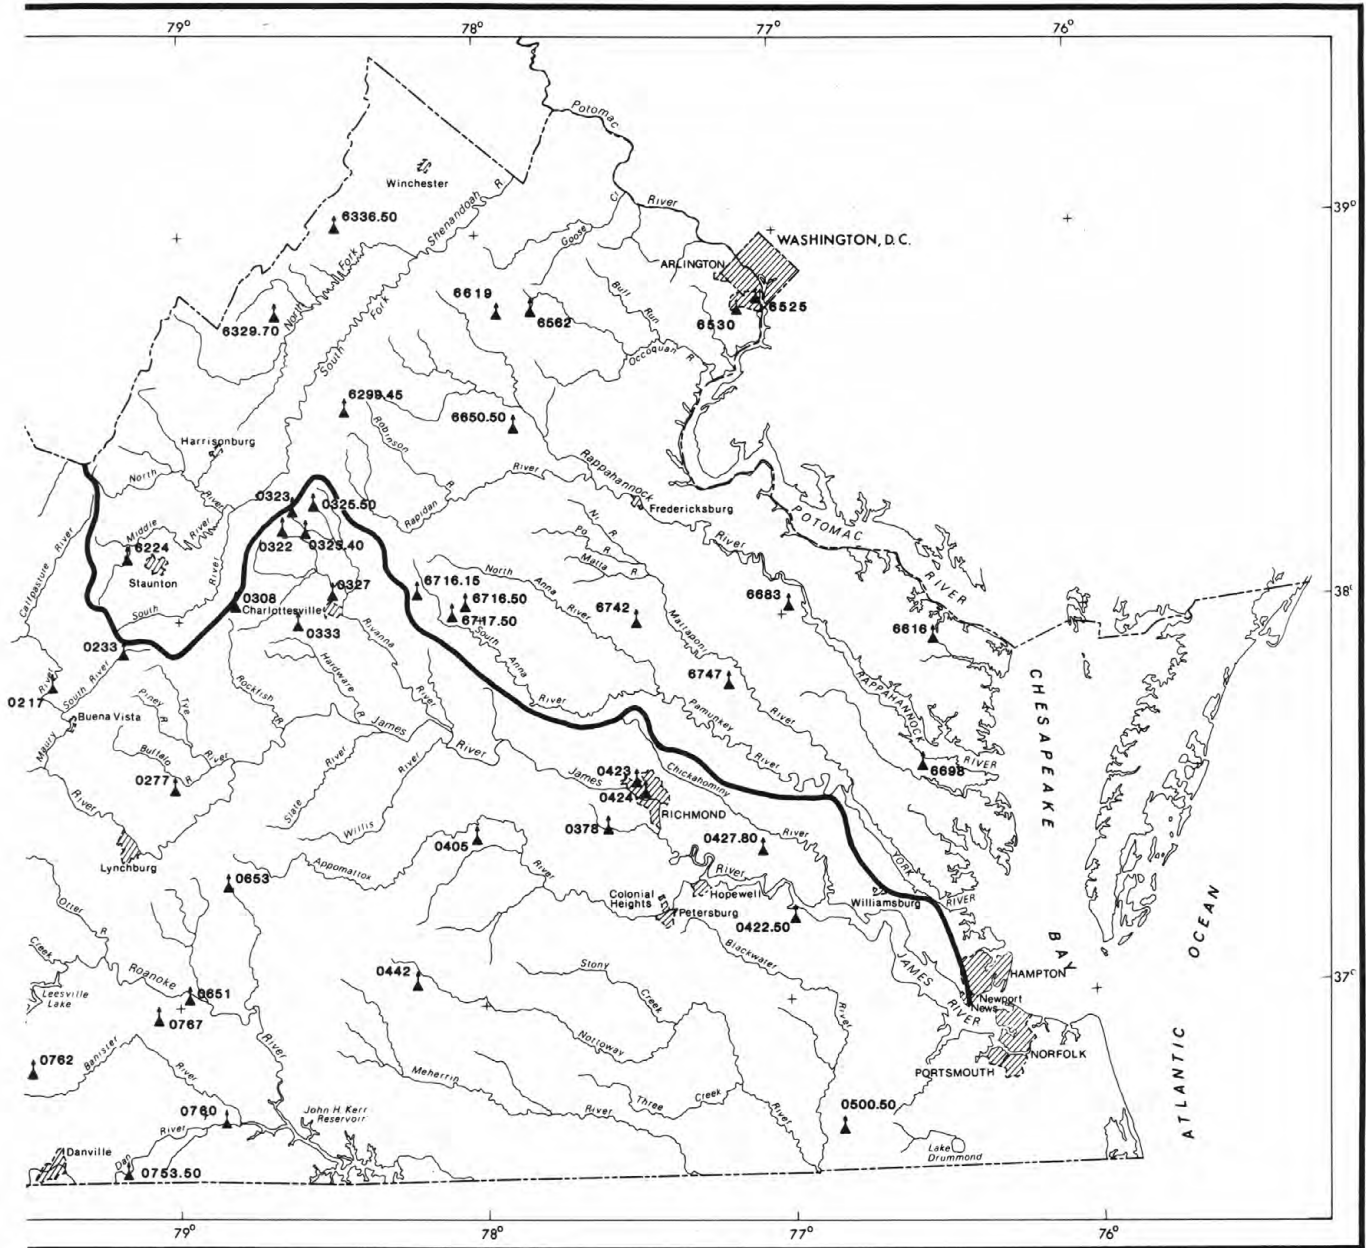 79°
78°
77°
76°
Potomac
Winchester
6336.50
Shenandoah R
Goose
Cr
River
39°
WASHINGTON, D.C.
ARLINGTON
North
Fork
South
Fork
6329.70
6619
6562
Bull
Run
6530
6525
Occoquan R
6299.45
6650.50
Robinson
R
Harrisonburg
North
River
Middle
River
6224
Staunton
South
River
Calfpasture River
0323
0325.50
0322
0325.40
Rapidan
River
Rappahannock
River
Fredericksburg
POTOMAC
RIVER
Ni R
Po R
Matta R
Mattaponi
River
North
Anna
River
38°
0308
Charlottesville
0327
0333
Rivanna
River
6716.15
6716.50
6717.50
South
Anna
River
6742
6683
6616
0233
0217
River
South River
Buena Vista
Maury
River
Piney
R
Tye
River
Buffalo
R
0277
Rockfish
R
Hardware
R
James
River
6747
Pamunkey
River
RAPPAHANNOCK
RIVER
6698
CHESAPEAKE
BAY
Slate
River
Willis
River
James
0423
0424
RICHMOND
0378
Chickahominy
River
0427.80
YORK
RIVER
Lynchburg
0653
Appomattox
River
0405
Colonial
Heights
Hopewell
Petersburg
River
0422.50
Williamsburg
JAMES
RIVER
Otter
R
Creek
Leesville
Lake
Roanoke
River
0651
0767
0442
Stony
Creek
Blackwater
River
Nottoway
River
37°
HAMPTON
Newport
News
NORFOLK
PORTSMOUTH
ATLANTIC
OCEAN
0762
Banister
River
0760
River
Dan
Danville
0753.50
John H Kerr
Reservoir
Meherrin
River
Three
Creek
0500.50
Lake
Drummond
79°
78°
77°
76°